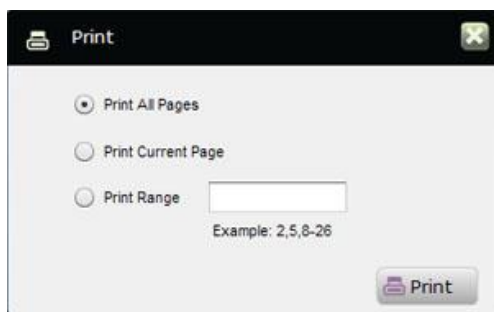 Print
Print All Pages
Print Current Page
Print Range
Example: 2,5,8-26
Print